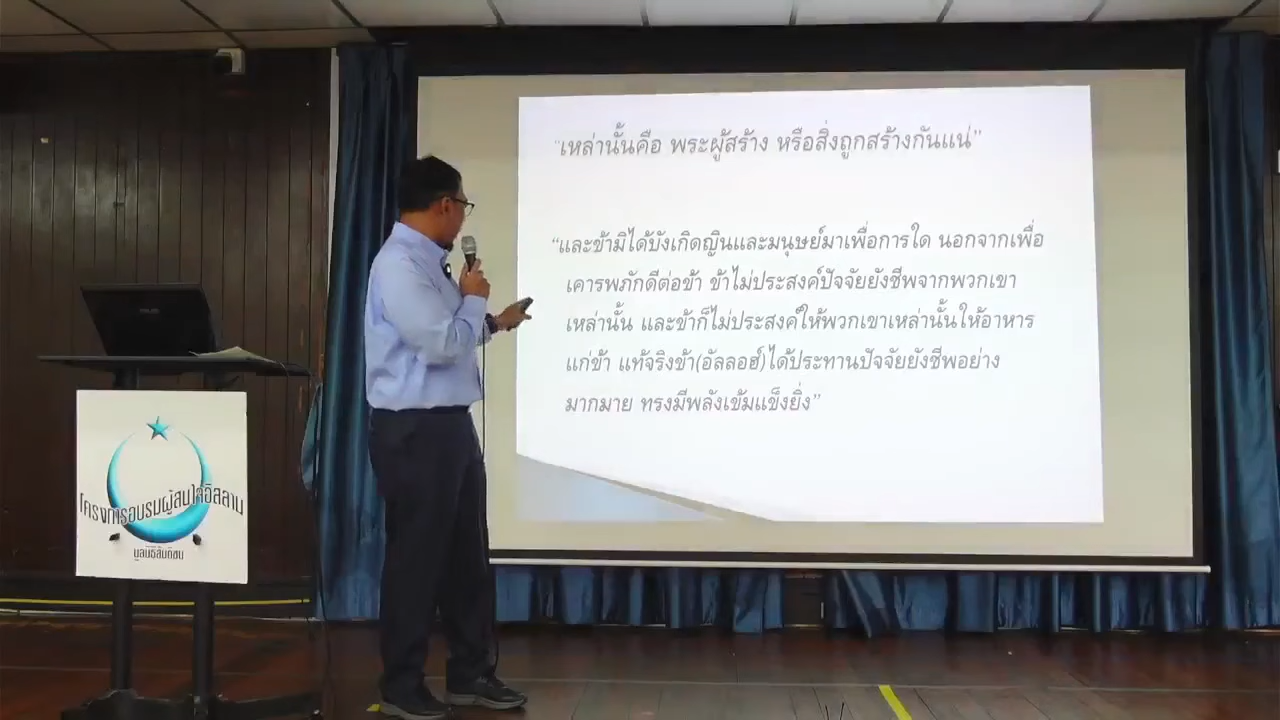 “เหล่านั้นคือ พระผู้สร้าง หรือสิ่งถูกสร้างกันแน่”
“และข้ามิได้บังเกิดญินและมนุษย์มาเพื่อการใด นอกจากเพื่อ
เคารพภักดีต่อข้า ข้าไม่ประสงค์ปัจจัยยังชีพจากพวกเขา
เหล่านั้น และข้าก็ไม่ประสงค์ให้พวกเขาเหล่านั้นให้อาหาร
แก่ข้า แท้จริงข้า(อัลลอฮ์)ได้ประทานปัจจัยยังชีพอย่าง
มากมาย ทรงมีพลังเข้มแข็งยิ่ง”
โครงการอบรมผู้สนใจอิสลาม
มูลนิธิสันติชน